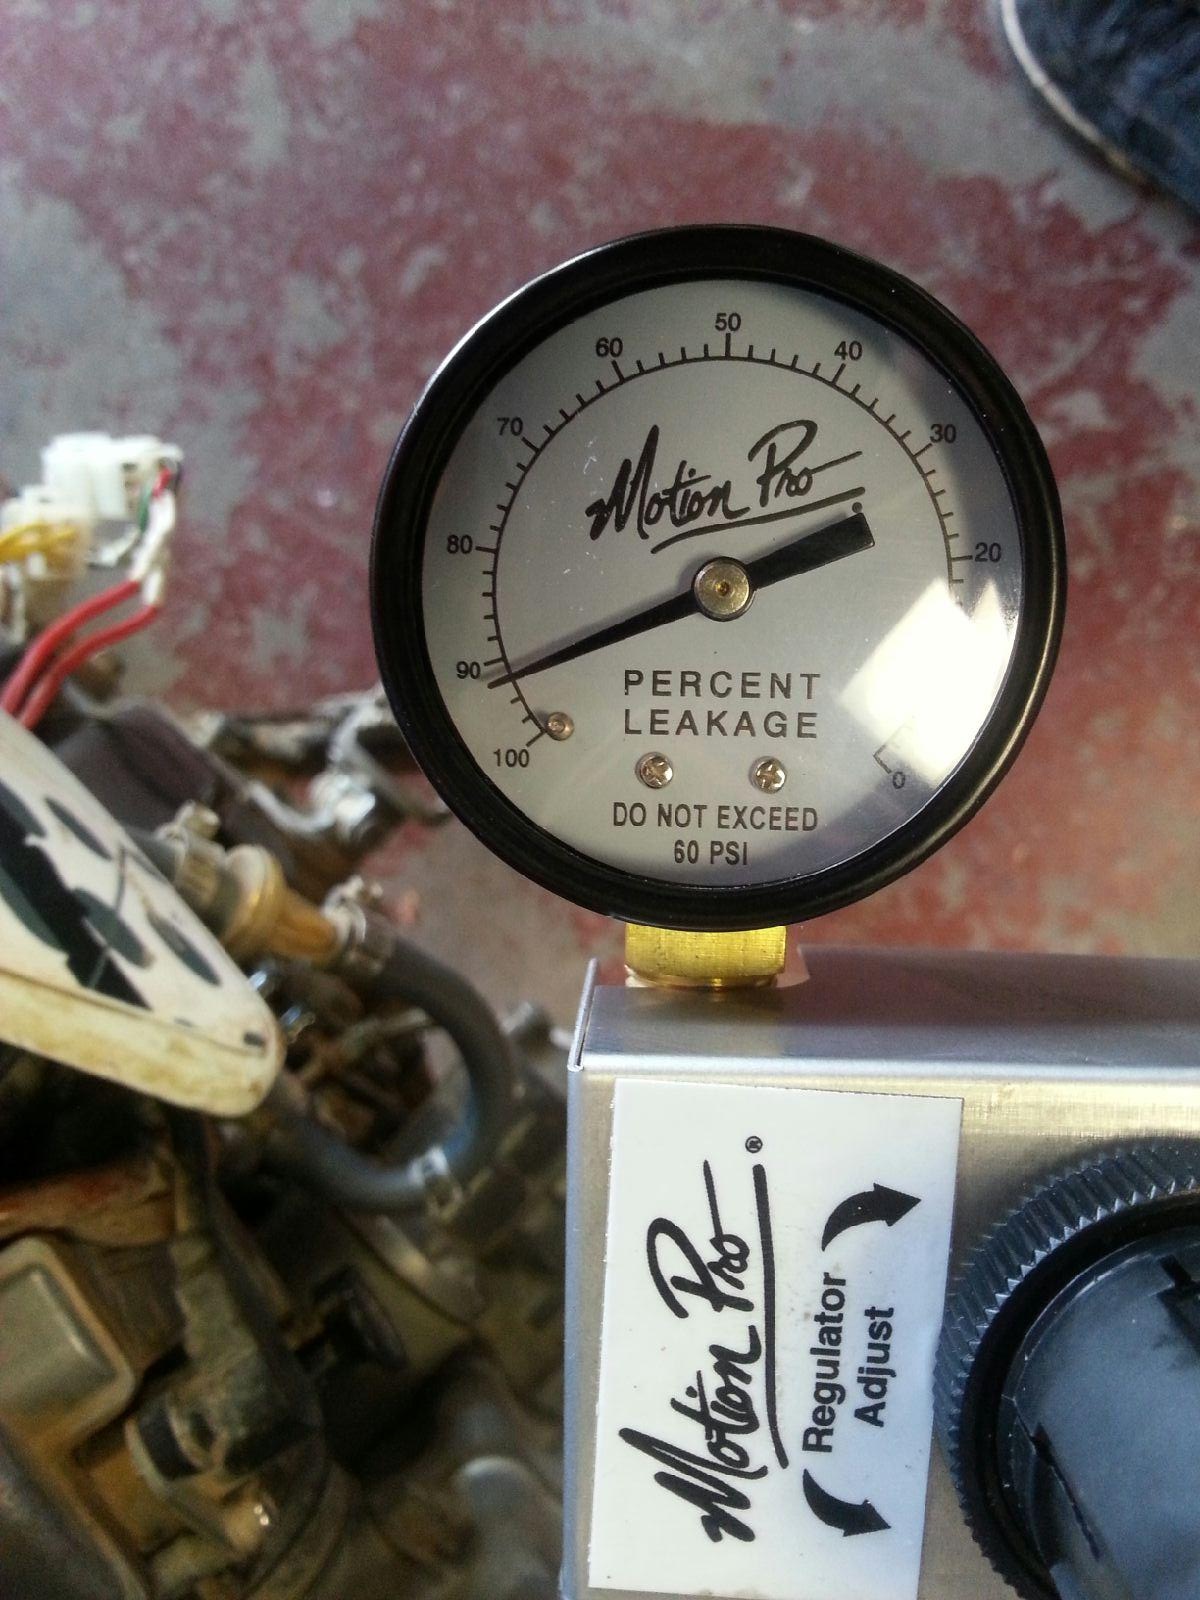 50
60
40
70
30
80
20
90
100
0
Motion Pro
PERCENT
LEAKAGE
DO NOT EXCEED
60 PSI
Motion Pro®
Regulator
Adjust